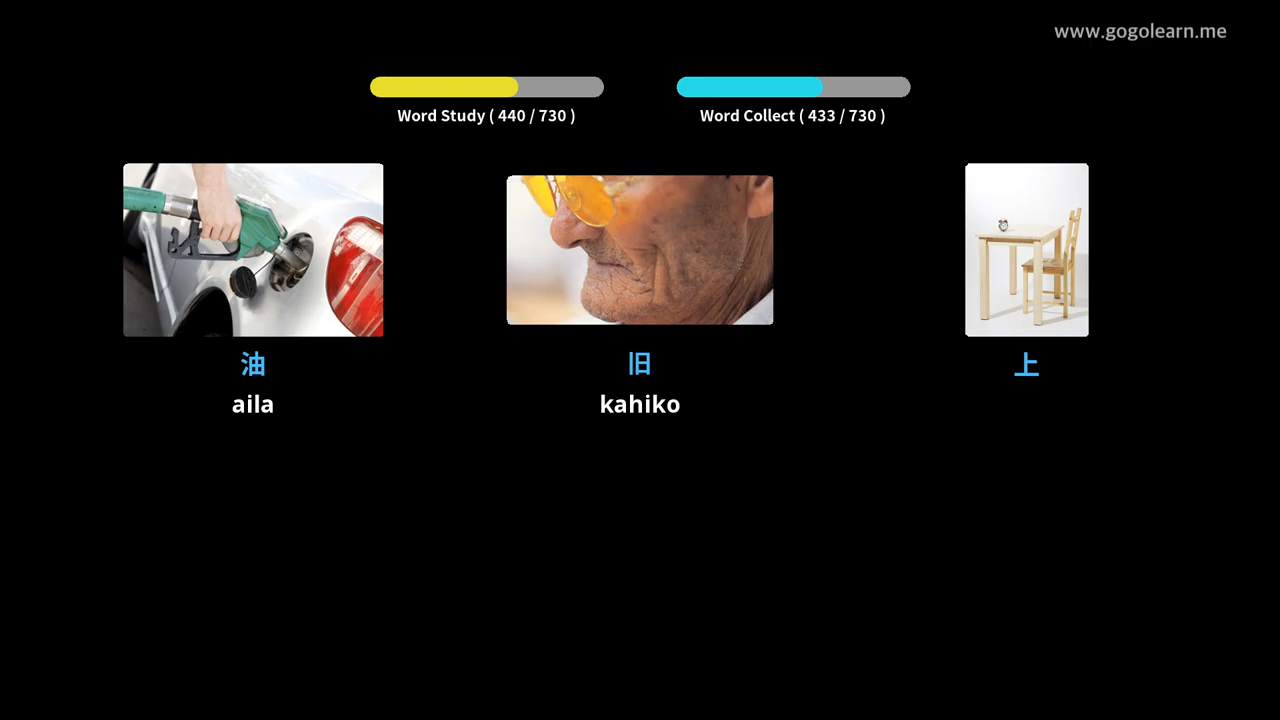 www.gogolearn.me
Word Study ( 440 / 730 )
Word Collect ( 433 / 730 )
油
aila
旧
kahiko
上